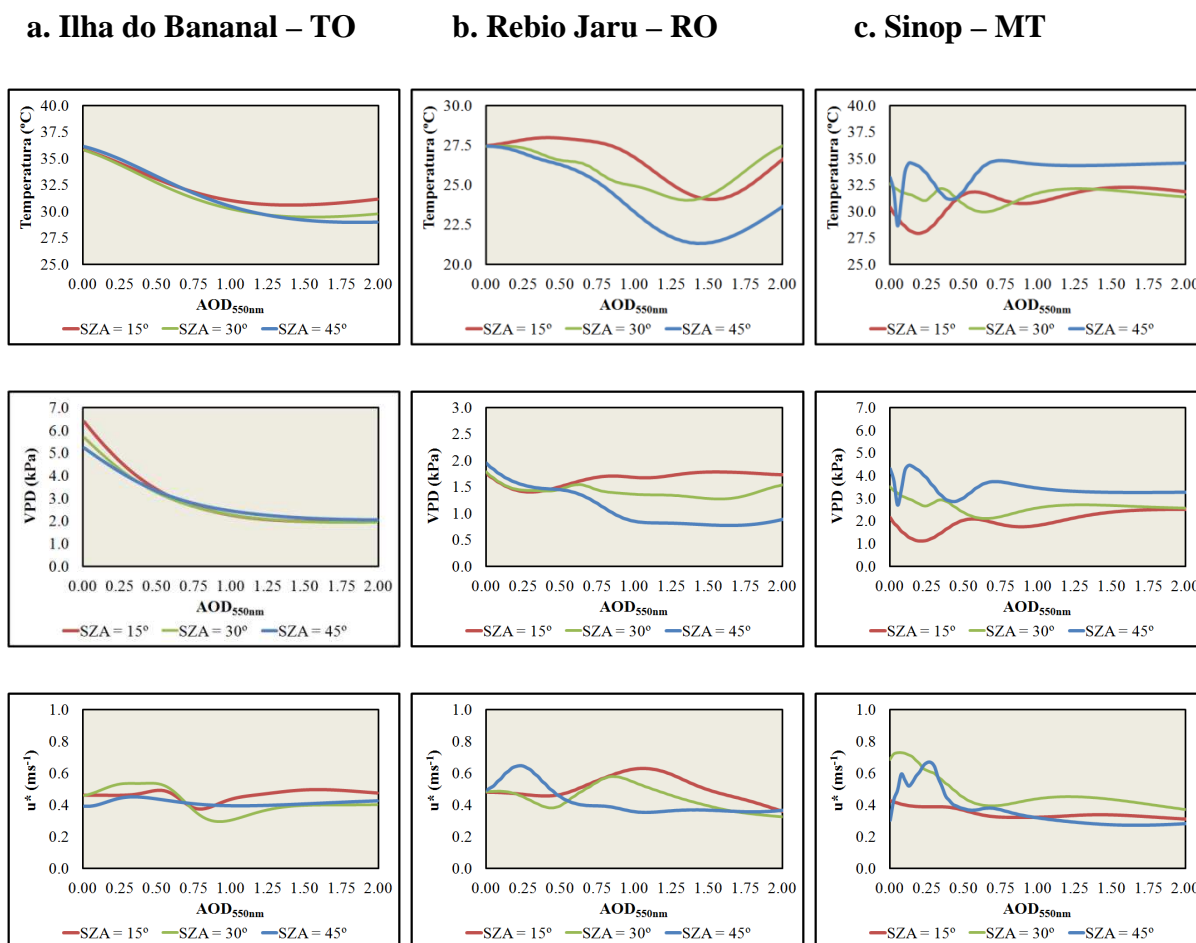 a. Ilha do Bananal – TO b. Rebio Jaru – RO c. Sinop – MT
Temperatura (ºC)
40.0
37.5
35.0
32.5
30.0
27.5
25.0
0.00 0.25 0.50 0.75 1.00 1.25 1.50 1.75 2.00
AOD550nm
SZA = 15º SZA = 30º SZA = 45º
Temperatura (ºC)
30.0
27.5
25.0
22.5
20.0
0.00 0.25 0.50 0.75 1.00 1.25 1.50 1.75 2.00
AOD550nm
SZA = 15º SZA = 30º SZA = 45º
Temperatura (ºC)
40.0
37.5
35.0
32.5
30.0
27.5
25.0
0.00 0.25 0.50 0.75 1.00 1.25 1.50 1.75 2.00
AOD550nm
SZA = 15º SZA = 30º SZA = 45º
VPD (kPa)
7.0
6.0
5.0
4.0
3.0
2.0
1.0
0.0
0.00 0.25 0.50 0.75 1.00 1.25 1.50 1.75 2.00
AOD550nm
SZA = 15º SZA = 30º SZA = 45º
VPD (kPa)
3.0
2.5
2.0
1.5
1.0
0.5
0.0
0.00 0.25 0.50 0.75 1.00 1.25 1.50 1.75 2.00
AOD550nm
SZA = 15º SZA = 30º SZA = 45º
VPD (kPa)
7.0
6.0
5.0
4.0
3.0
2.0
1.0
0.0
0.00 0.25 0.50 0.75 1.00 1.25 1.50 1.75 2.00
AOD550nm
SZA = 15º SZA = 30º SZA = 45º
u* (ms-1)
1.0
0.8
0.6
0.4
0.2
0.0
0.00 0.25 0.50 0.75 1.00 1.25 1.50 1.75 2.00
AOD550nm
SZA = 15º SZA = 30º SZA = 45º
u* (ms-1)
1.0
0.8
0.6
0.4
0.2
0.0
0.00 0.25 0.50 0.75 1.00 1.25 1.50 1.75 2.00
AOD550nm
SZA = 15º SZA = 30º SZA = 45º
u* (ms-1)
1.0
0.8
0.6
0.4
0.2
0.0
0.00 0.25 0.50 0.75 1.00 1.25 1.50 1.75 2.00
AOD550nm
SZA = 15º SZA = 30º SZA = 45º